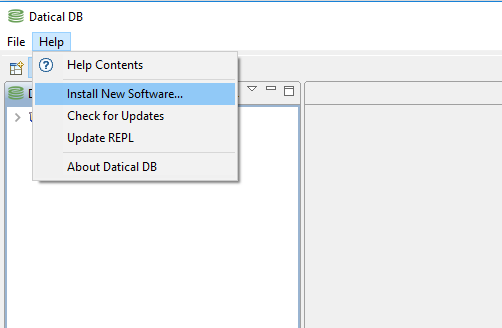 Datical DB
File Help
Help Contents
Install New Software...
Check for Updates
Update REPL
About Datical DB